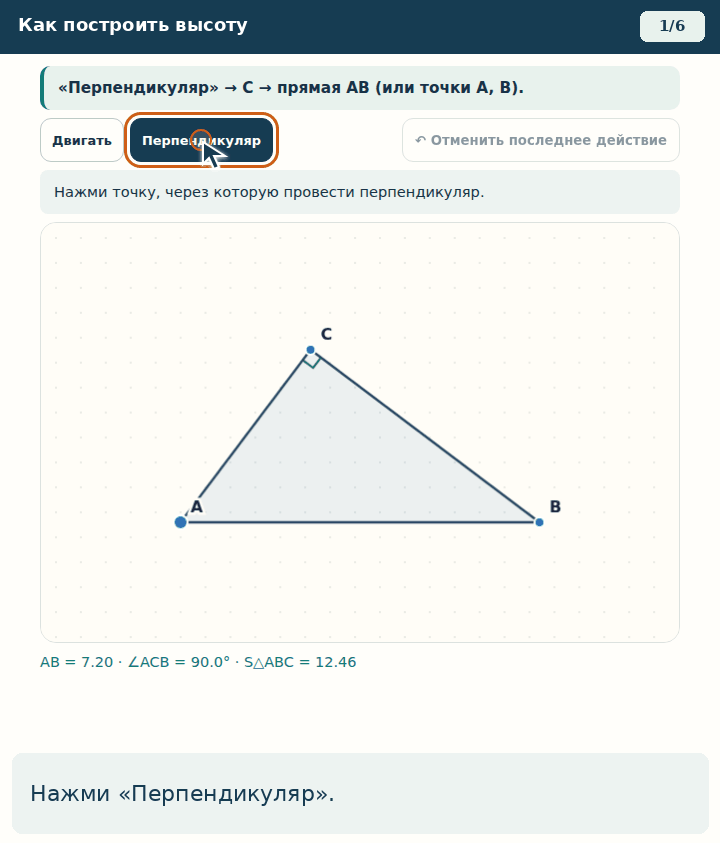 Как построить высоту
1/6
«Перпендикуляр» → C → прямая AB (или точки A, B).
Двигать
Перпендикуляр
↶ Отменить последнее действие
Нажми точку, через которую провести перпендикуляр.
C
A
B
AB = 7.20 · ∠ACB = 90.0° · S△ABC = 12.46
Нажми «Перпендикуляр».